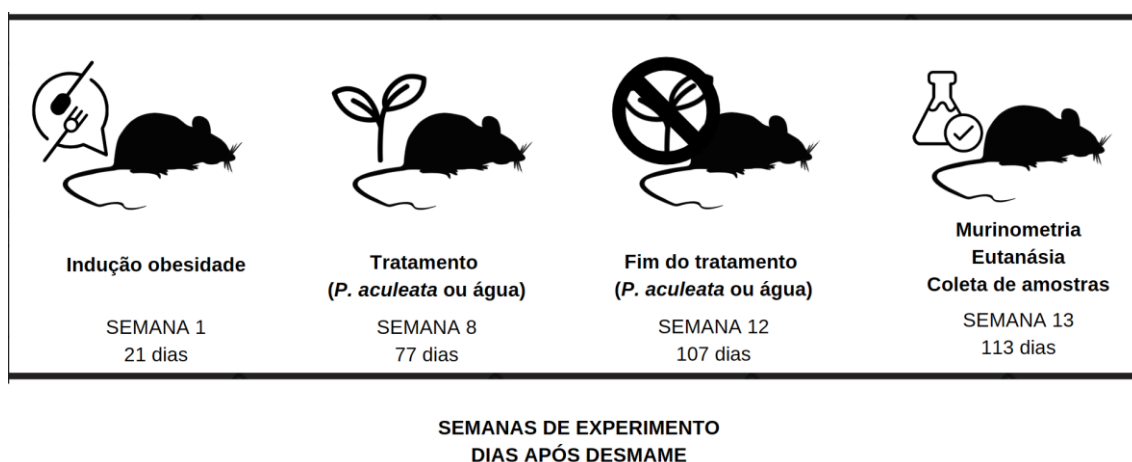 Indução obesidade
SEMANA 1
21 dias
Tratamento
(P. aculeata ou água)
SEMANA 8
77 dias
Fim do tratamento
(P. aculeata ou água)
SEMANA 12
107 dias
Murinometria
Eutanásia
Coleta de amostras
SEMANA 13
113 dias
SEMANAS DE EXPERIMENTO
DIAS APÓS DESMAME